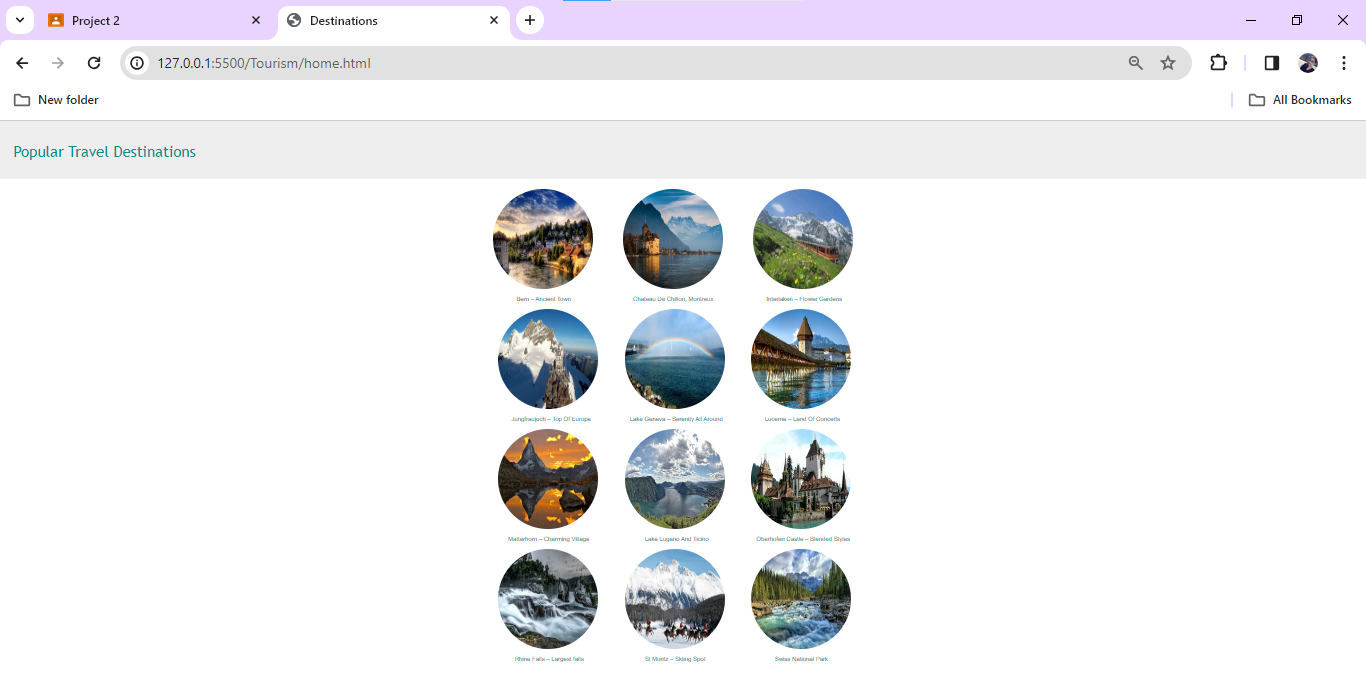 Project 2
Destinations
127.0.0.1:5500/Tourism/home.html
New folder
All Bookmarks
Popular Travel Destinations
Bern – Ancient Town
Chateau De Chillon, Montreux
Interlaken – Flower Gardens
Jungfraujoch – Top Of Europe
Lake Geneva – Serenity All Around
Lucerne – Land Of Concerts
Matterhorn – Charming Village
Lake Lugano And Ticino
Oberhofen Castle – Blended Styles
Rhine Falls – Largest falls
St Moritz – Skiing Spot
Swiss National Park